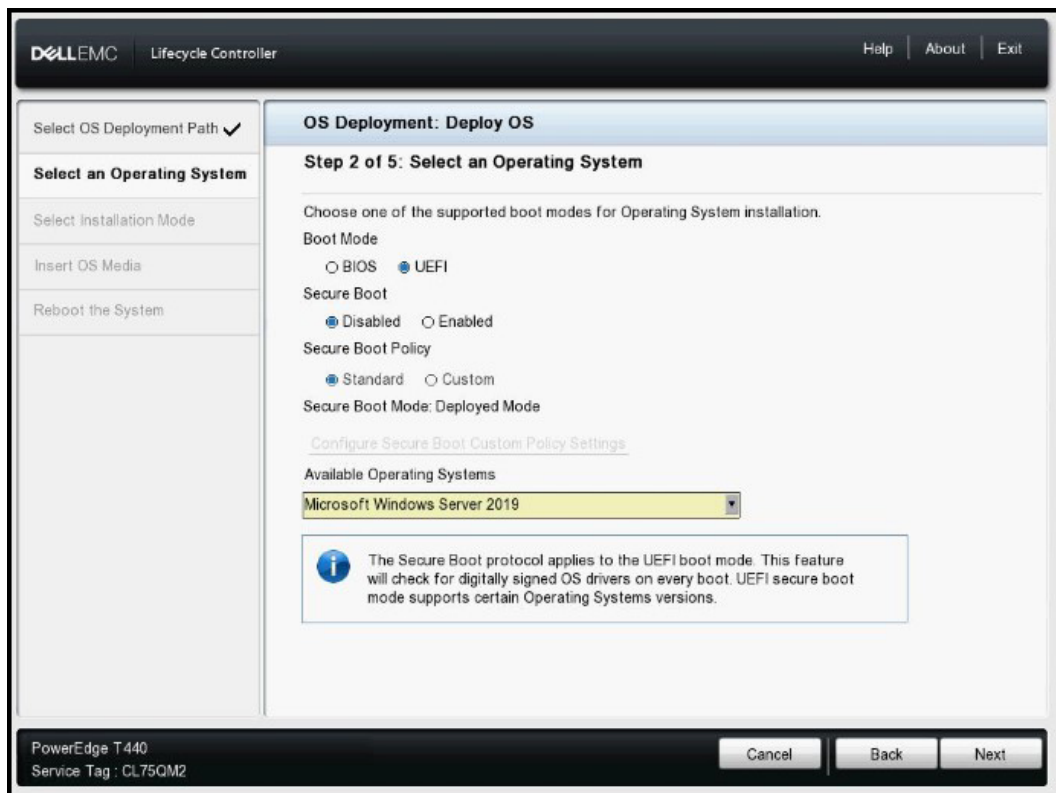 DELLEMC Lifecycle Controller Help About Exit
Select OS Deployment Path
Select an Operating System
Select Installation Mode
Insert OS Media
Reboot the System
OS Deployment: Deploy OS
Step 2 of 5: Select an Operating System
Choose one of the supported boot modes for Operating System installation.
Boot Mode
BIOS UEFI
Secure Boot
Disabled Enabled
Secure Boot Policy
Standard Custom
Secure Boot Mode: Deployed Mode
Configure Secure Boot Custom Policy Settings
Available Operating Systems
Microsoft Windows Server 2019
The Secure Boot protocol applies to the UEFI boot mode. This feature
will check for digitally signed OS drivers on every boot. UEFI secure boot
mode supports certain Operating Systems versions.
PowerEdge T440
Service Tag : CL75QM2
Cancel Back Next